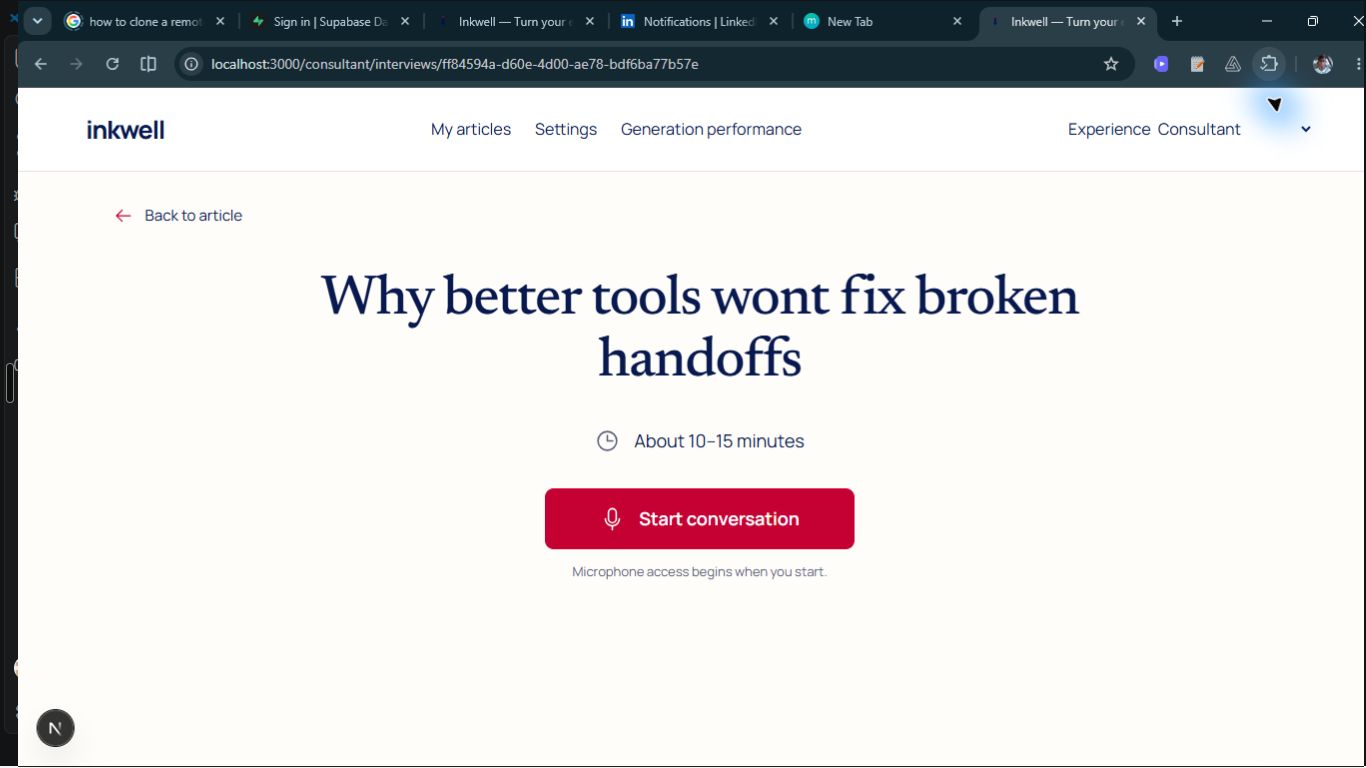 how to clone a remot
Sign in | Supabase Da
Inkwell — Turn your e
Notifications | Linked
New Tab
Inkwell — Turn your e
localhost:3000/consultant/interviews/ff84594a-d60e-4d00-ae78-bdf6ba77b57e
inkwell
My articles
Settings
Generation performance
Experience Consultant
Back to article
Why better tools wont fix broken
handoffs
About 10–15 minutes
Start conversation
Microphone access begins when you start.
N